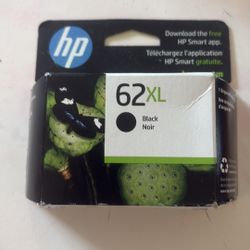 hp
Download the free
HP Smart app.
Téléchargez l'application
HP Smart gratuite.
62XL
Black
Noir